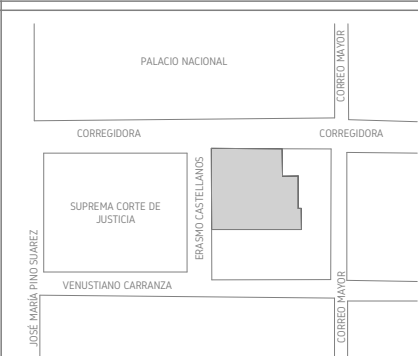 PALACIO NACIONAL
CORREO MAYOR
CORREGIDORA
CORREGIDORA
ERASMO CASTELLANOS
SUPREMA CORTE DE
JUSTICIA
JOSÉ MARÍA PINO SUAREZ
VENUSTIANO CARRANZA
CORREO MAYOR